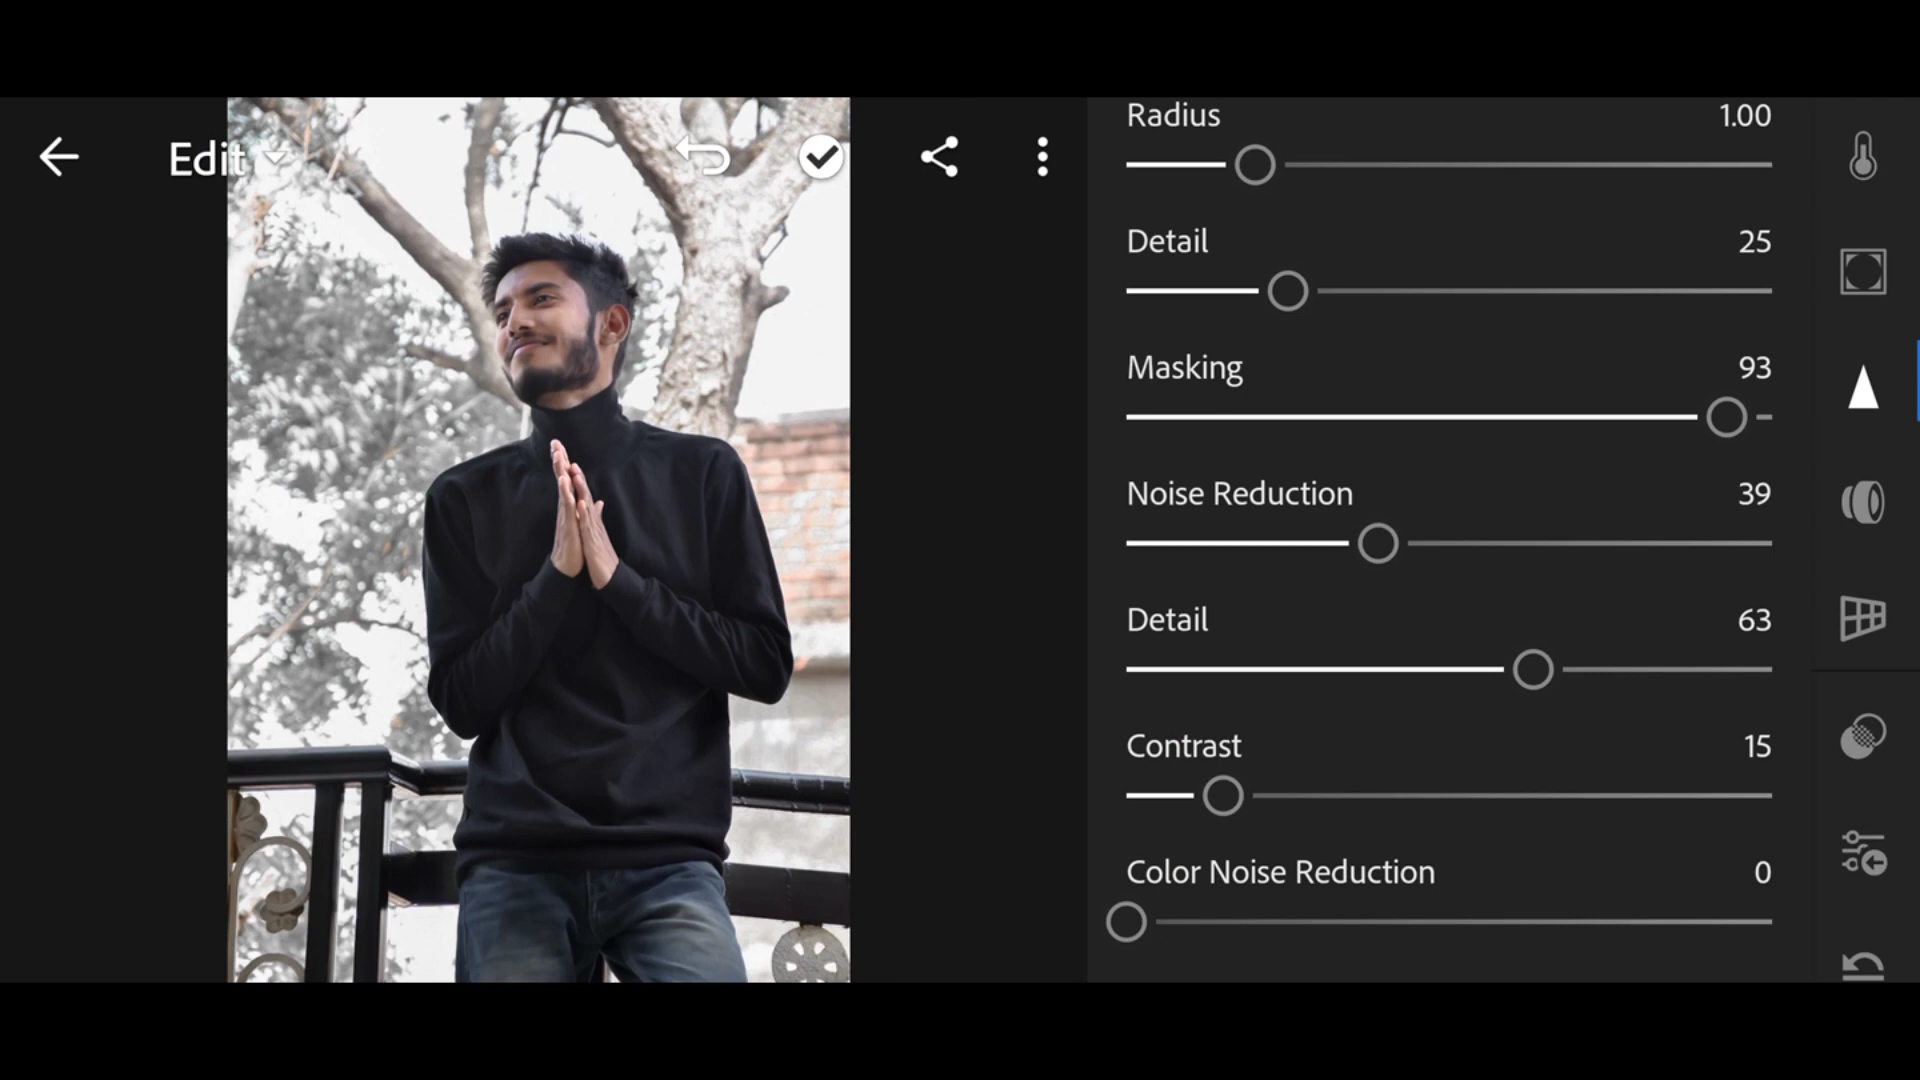 Edit
Radius 1.00
Detail 25
Masking 93
Noise Reduction 39
Detail 63
Contrast 15
Color Noise Reduction 0